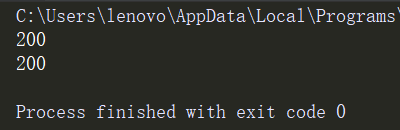 C:\Users\lenovo\AppData\Local\Programs\
200
200
Process finished with exit code 0